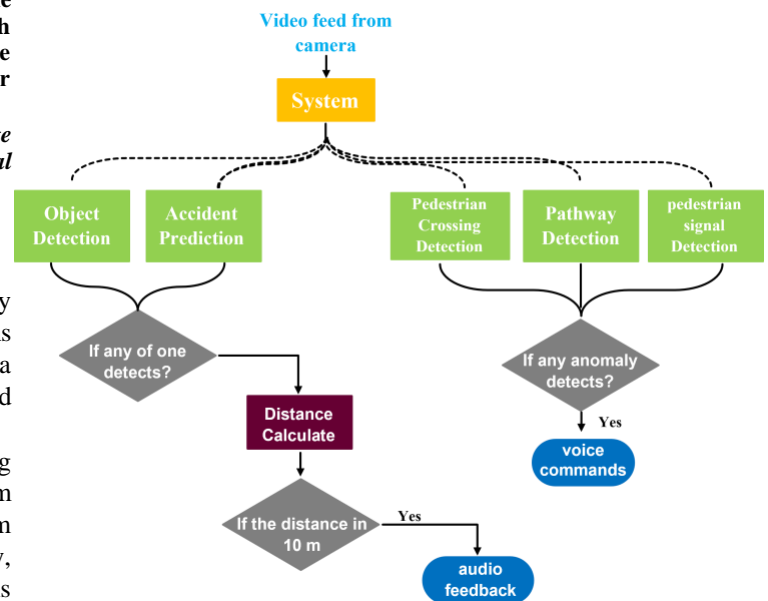 Video feed from
camera
System
Object
Detection
Accident
Prediction
Pedestrian
Crossing
Detection
Pathway
Detection
pedestrian
signal
Detection
If any of one
detects?
If any anomaly
detects?
Distance
Calculate
Yes
voice
commands
If the distance in
10 m
Yes
audio
feedback